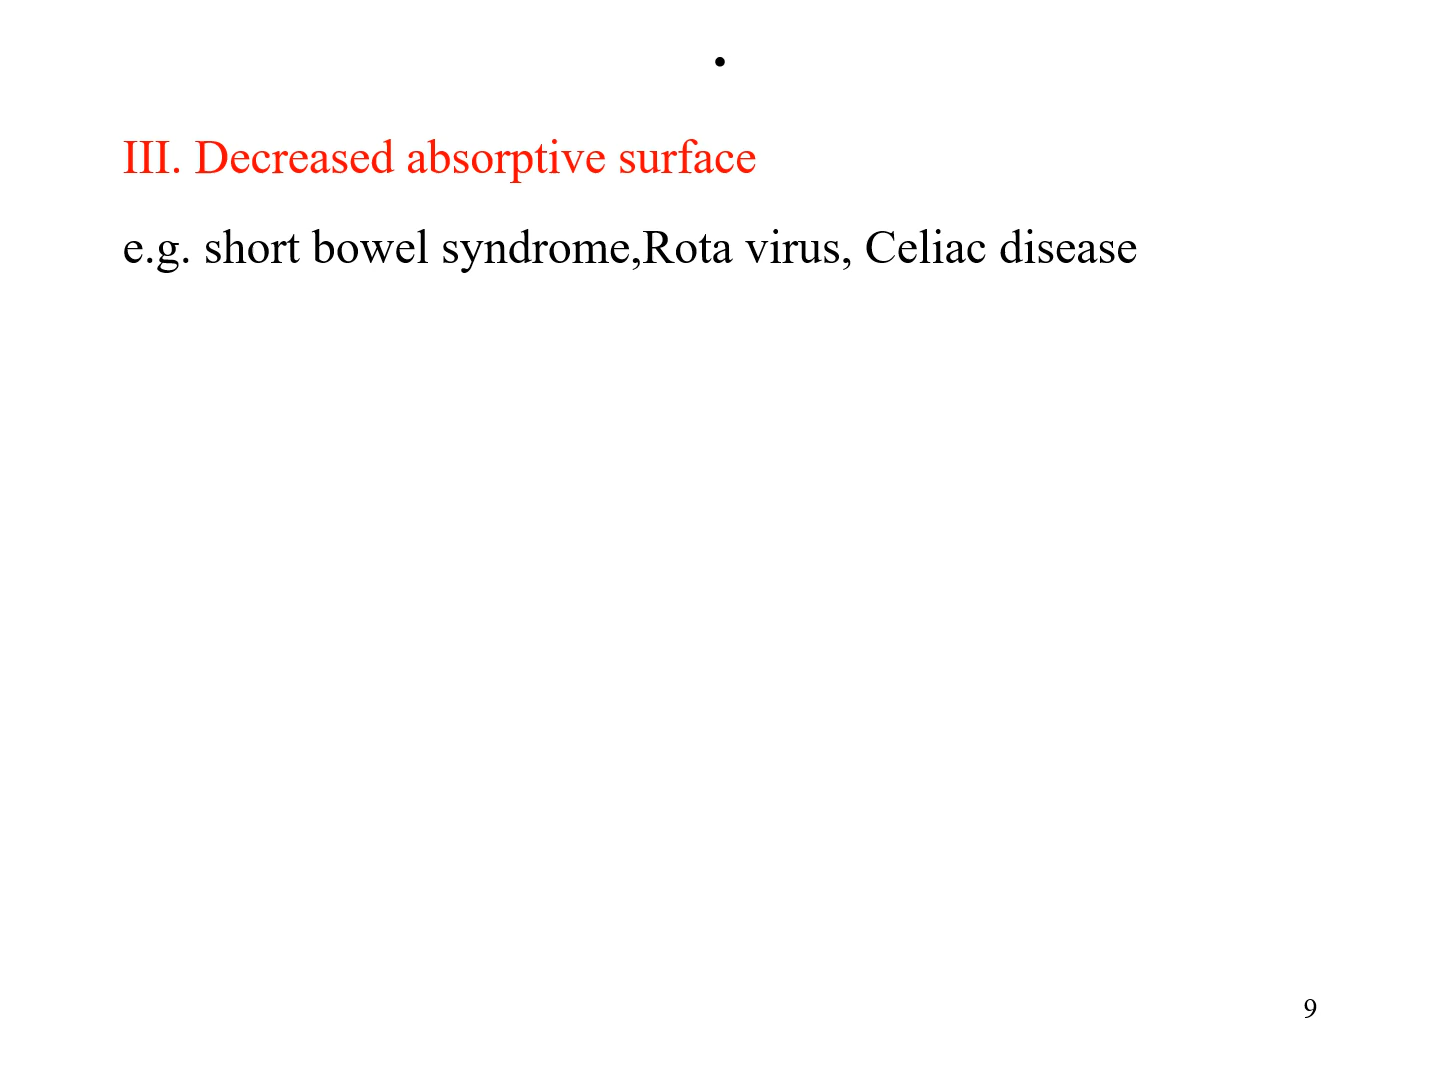 •
III. Decreased absorptive surface
e.g. short bowel syndrome,Rota virus, Celiac disease
9